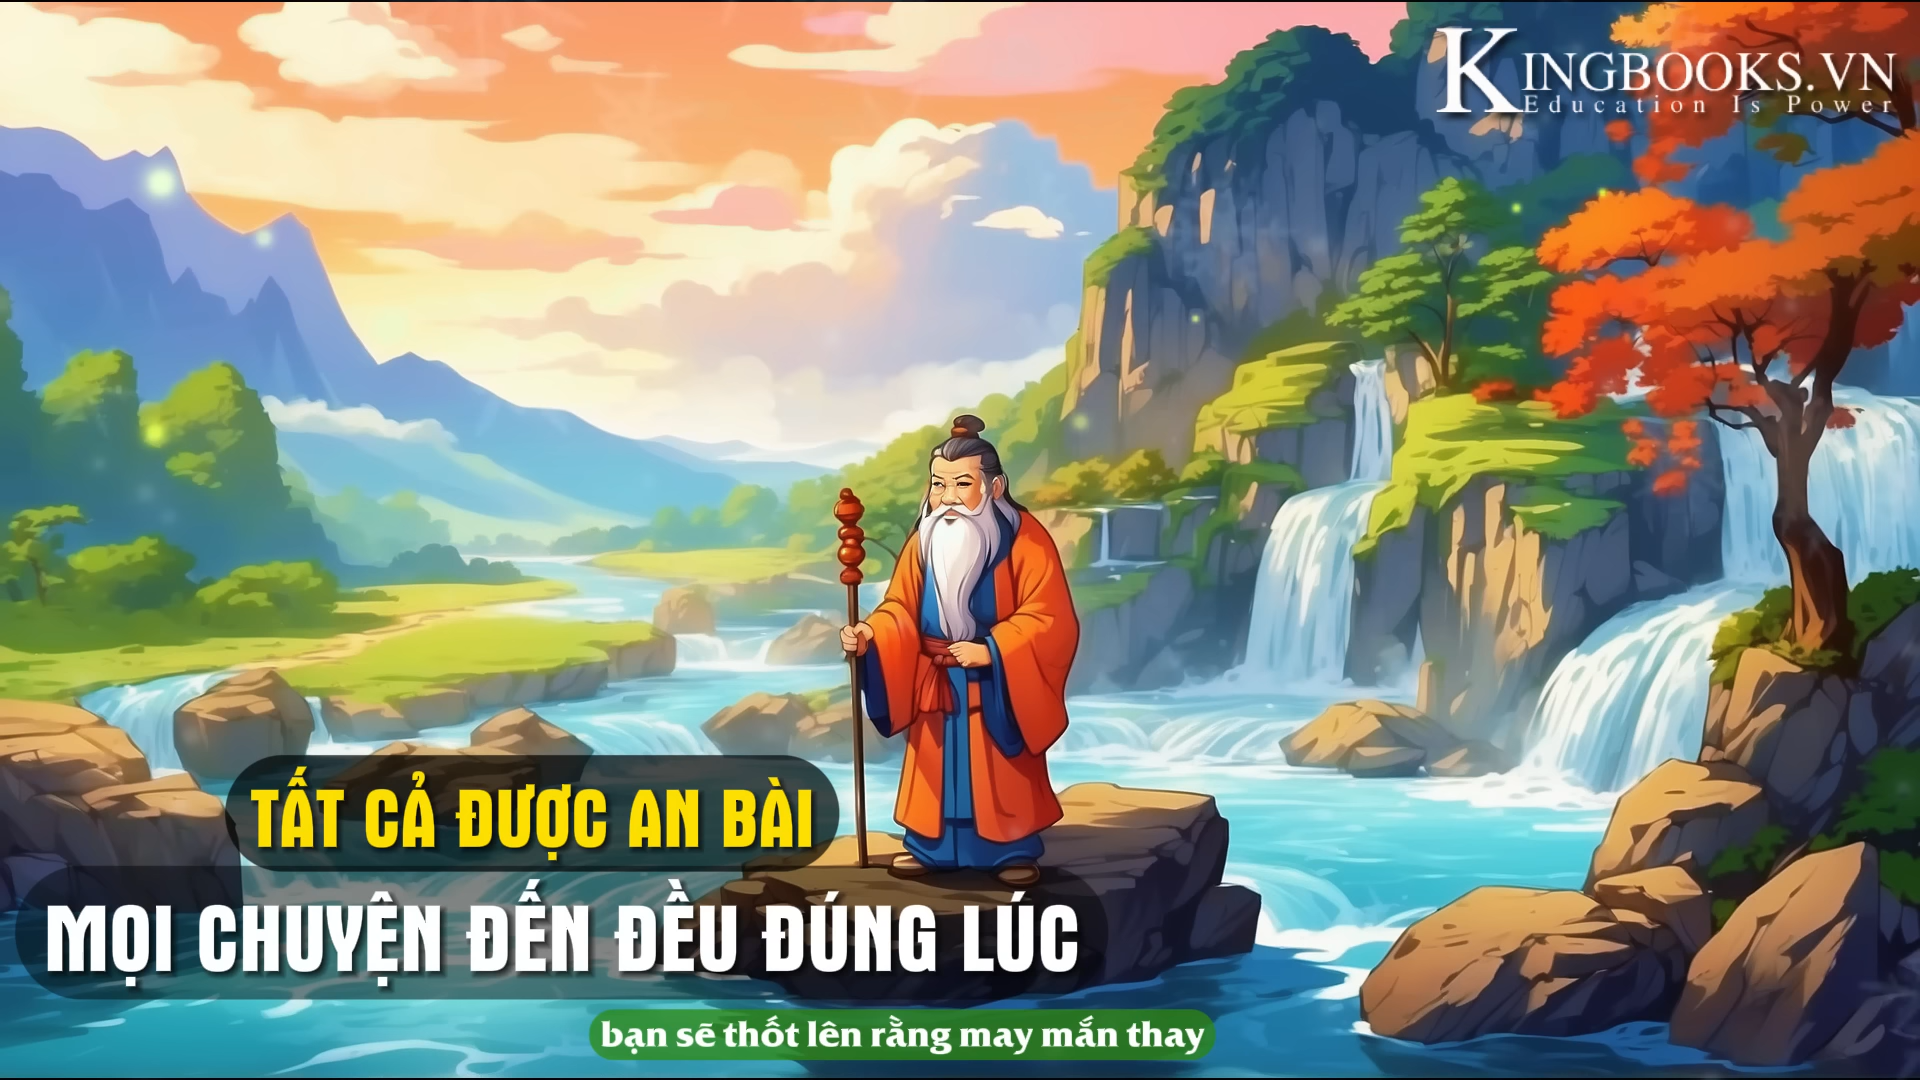 KINGBOOKS.VN
Education Is Power
TẤT CẢ ĐƯỢC AN BÀI
MỌI CHUYỆN ĐẾN ĐỀU ĐÚNG LÚC
bạn sẽ thốt lên rằng may mắn thay